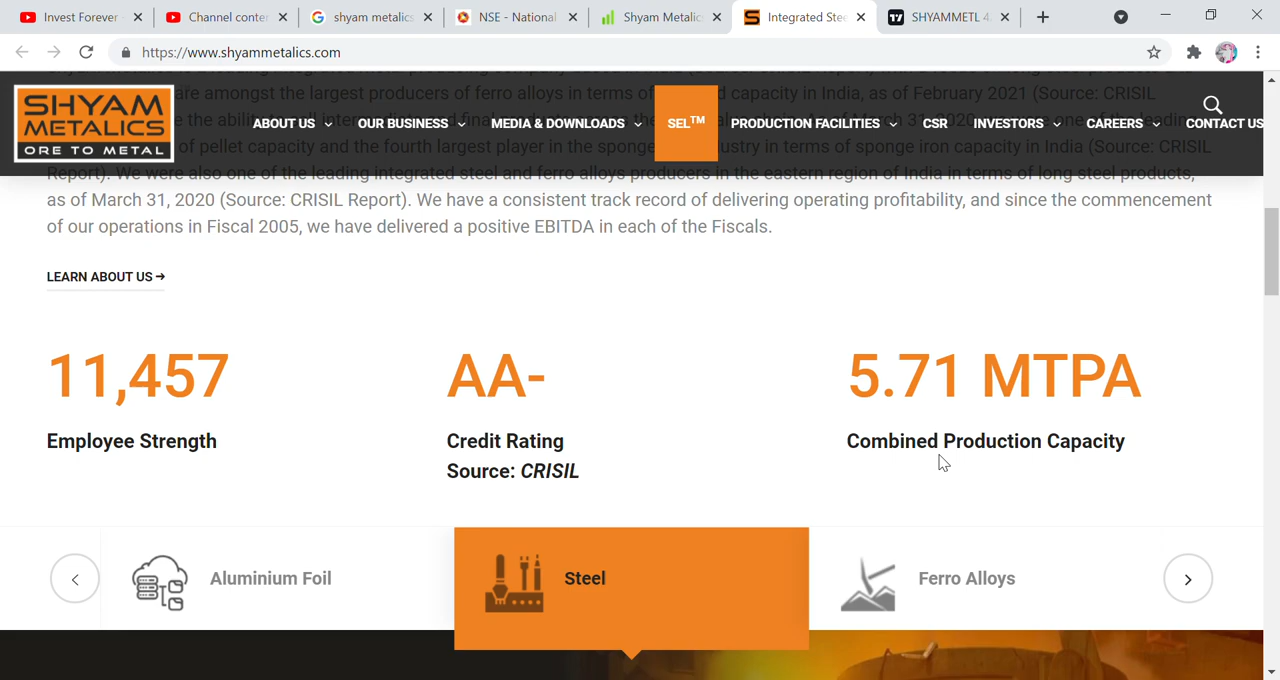 Invest Forever
Channel conter
shyam metalics
NSE - National
Shyam Metalic
Integrated Stee
SHYAMMETL 4
https://www.shyammetalics.com
are amongst the largest producers of ferro alloys in terms of capacity in India, as of February 2021 (Source: CRISIL
SHYAM
METALICS
ORE TO METAL
ABOUT US
OUR BUSINESS
MEDIA & DOWNLOADS
SEL™
PRODUCTION FACILITIES
CSR
INVESTORS
CAREERS
CONTACT US
of pellet capacity and the fourth largest player in the sponge ustry in terms of sponge iron capacity in India (Source: CRISIL
Report). We were also one of the leading integrated steel and ferro alloys producers in the eastern region of India in terms of long steel products,
as of March 31, 2020 (Source: CRISIL Report). We have a consistent track record of delivering operating profitability, and since the commencement
of our operations in Fiscal 2005, we have delivered a positive EBITDA in each of the Fiscals.
LEARN ABOUT US →
11,457
Employee Strength
AA-
Credit Rating
Source: CRISIL
5.71 MTPA
Combined Production Capacity
Aluminium Foil
Steel
Ferro Alloys